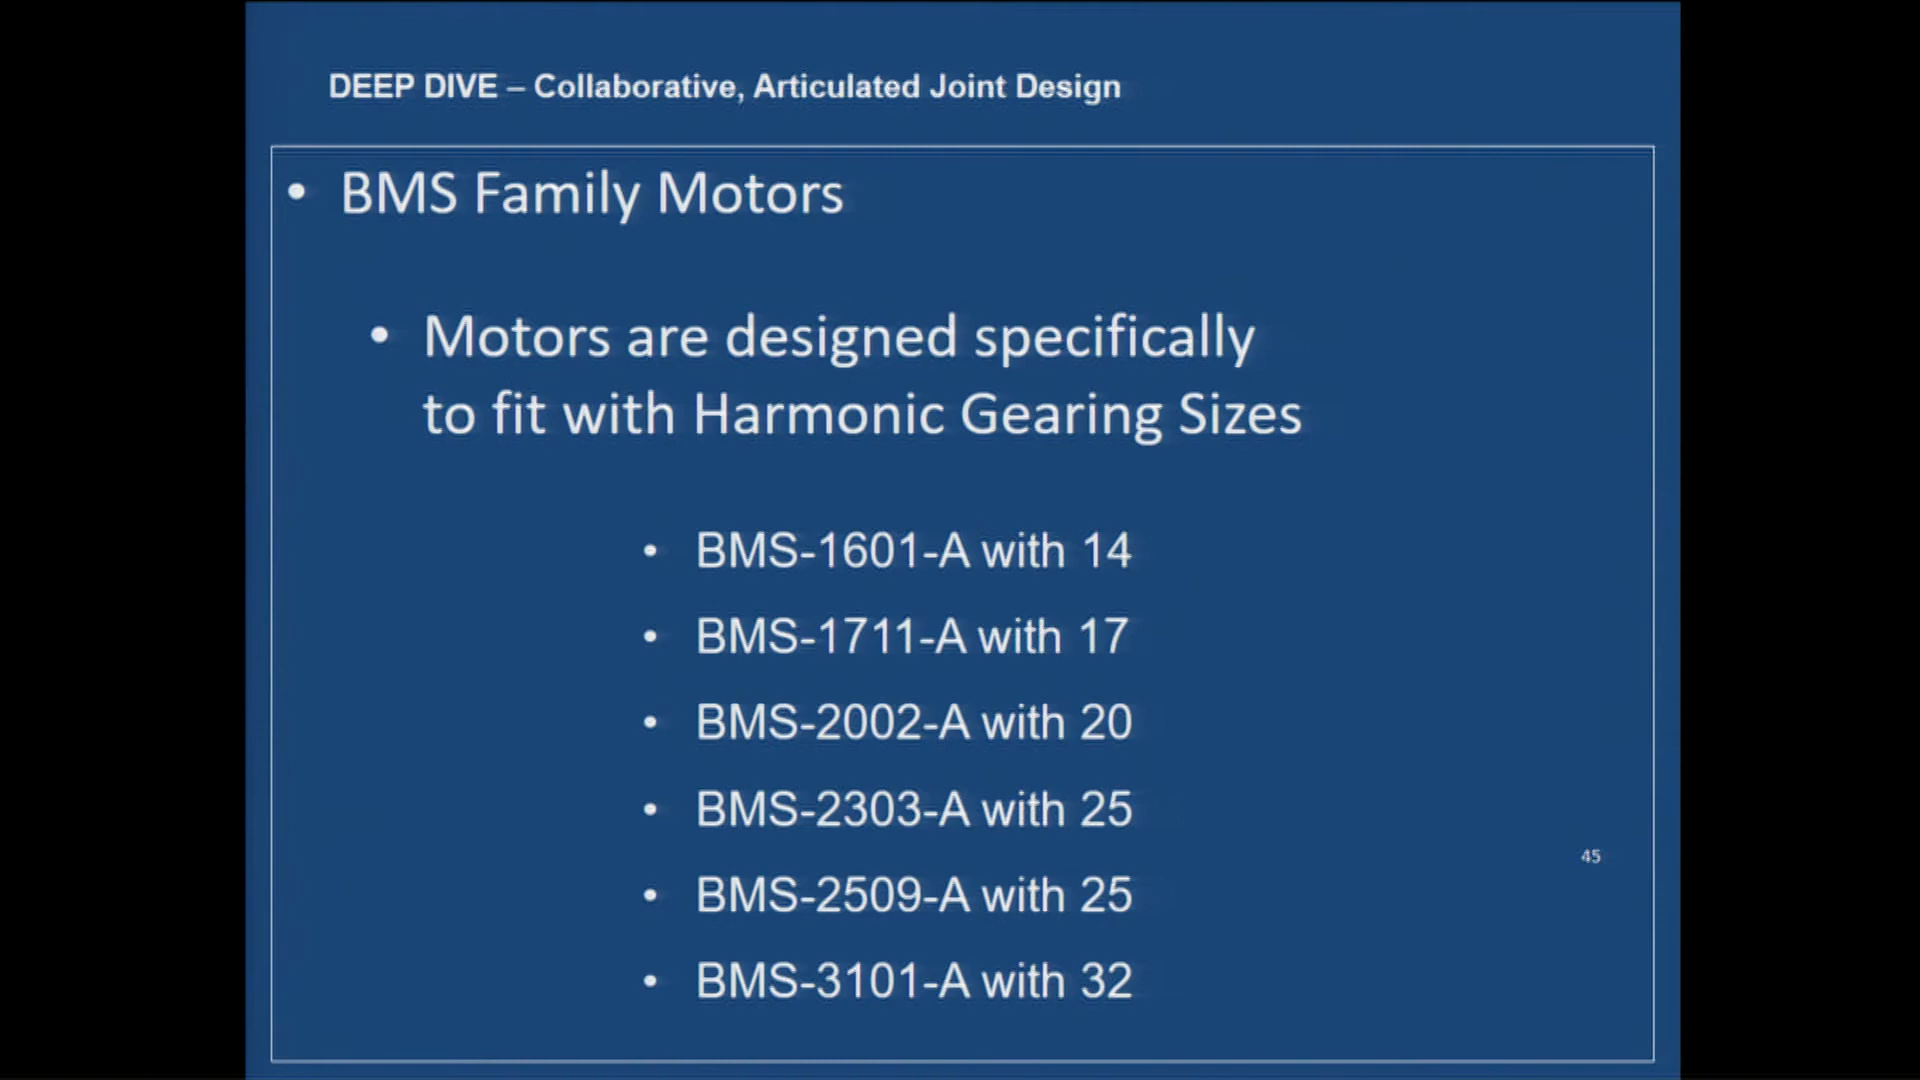 DEEP DIVE – Collaborative, Articulated Joint Design
• BMS Family Motors
• Motors are designed specifically
to fit with Harmonic Gearing Sizes
• BMS-1601-A with 14
• BMS-1711-A with 17
• BMS-2002-A with 20
• BMS-2303-A with 25
45
• BMS-2509-A with 25
• BMS-3101-A with 32